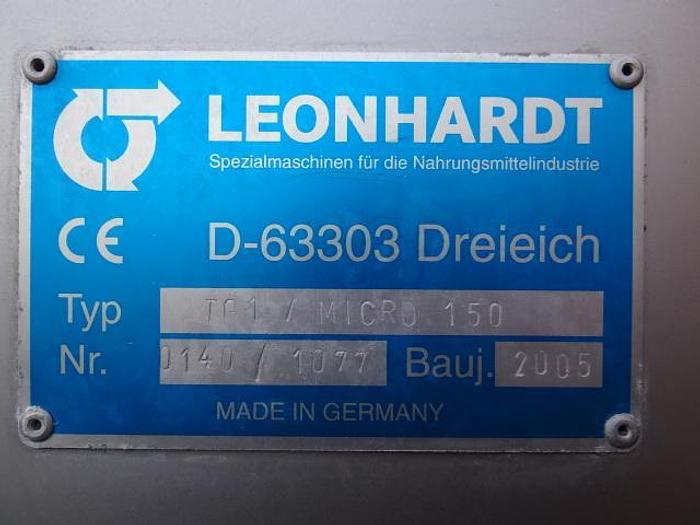 LEONHARDT
Spezialmaschinen für die Nahrungsmittelindustrie
CE D-63303 Dreieich
Typ / MICRO 150
Nr. 0140 / 1077 Bauj. 2005
MADE IN GERMANY